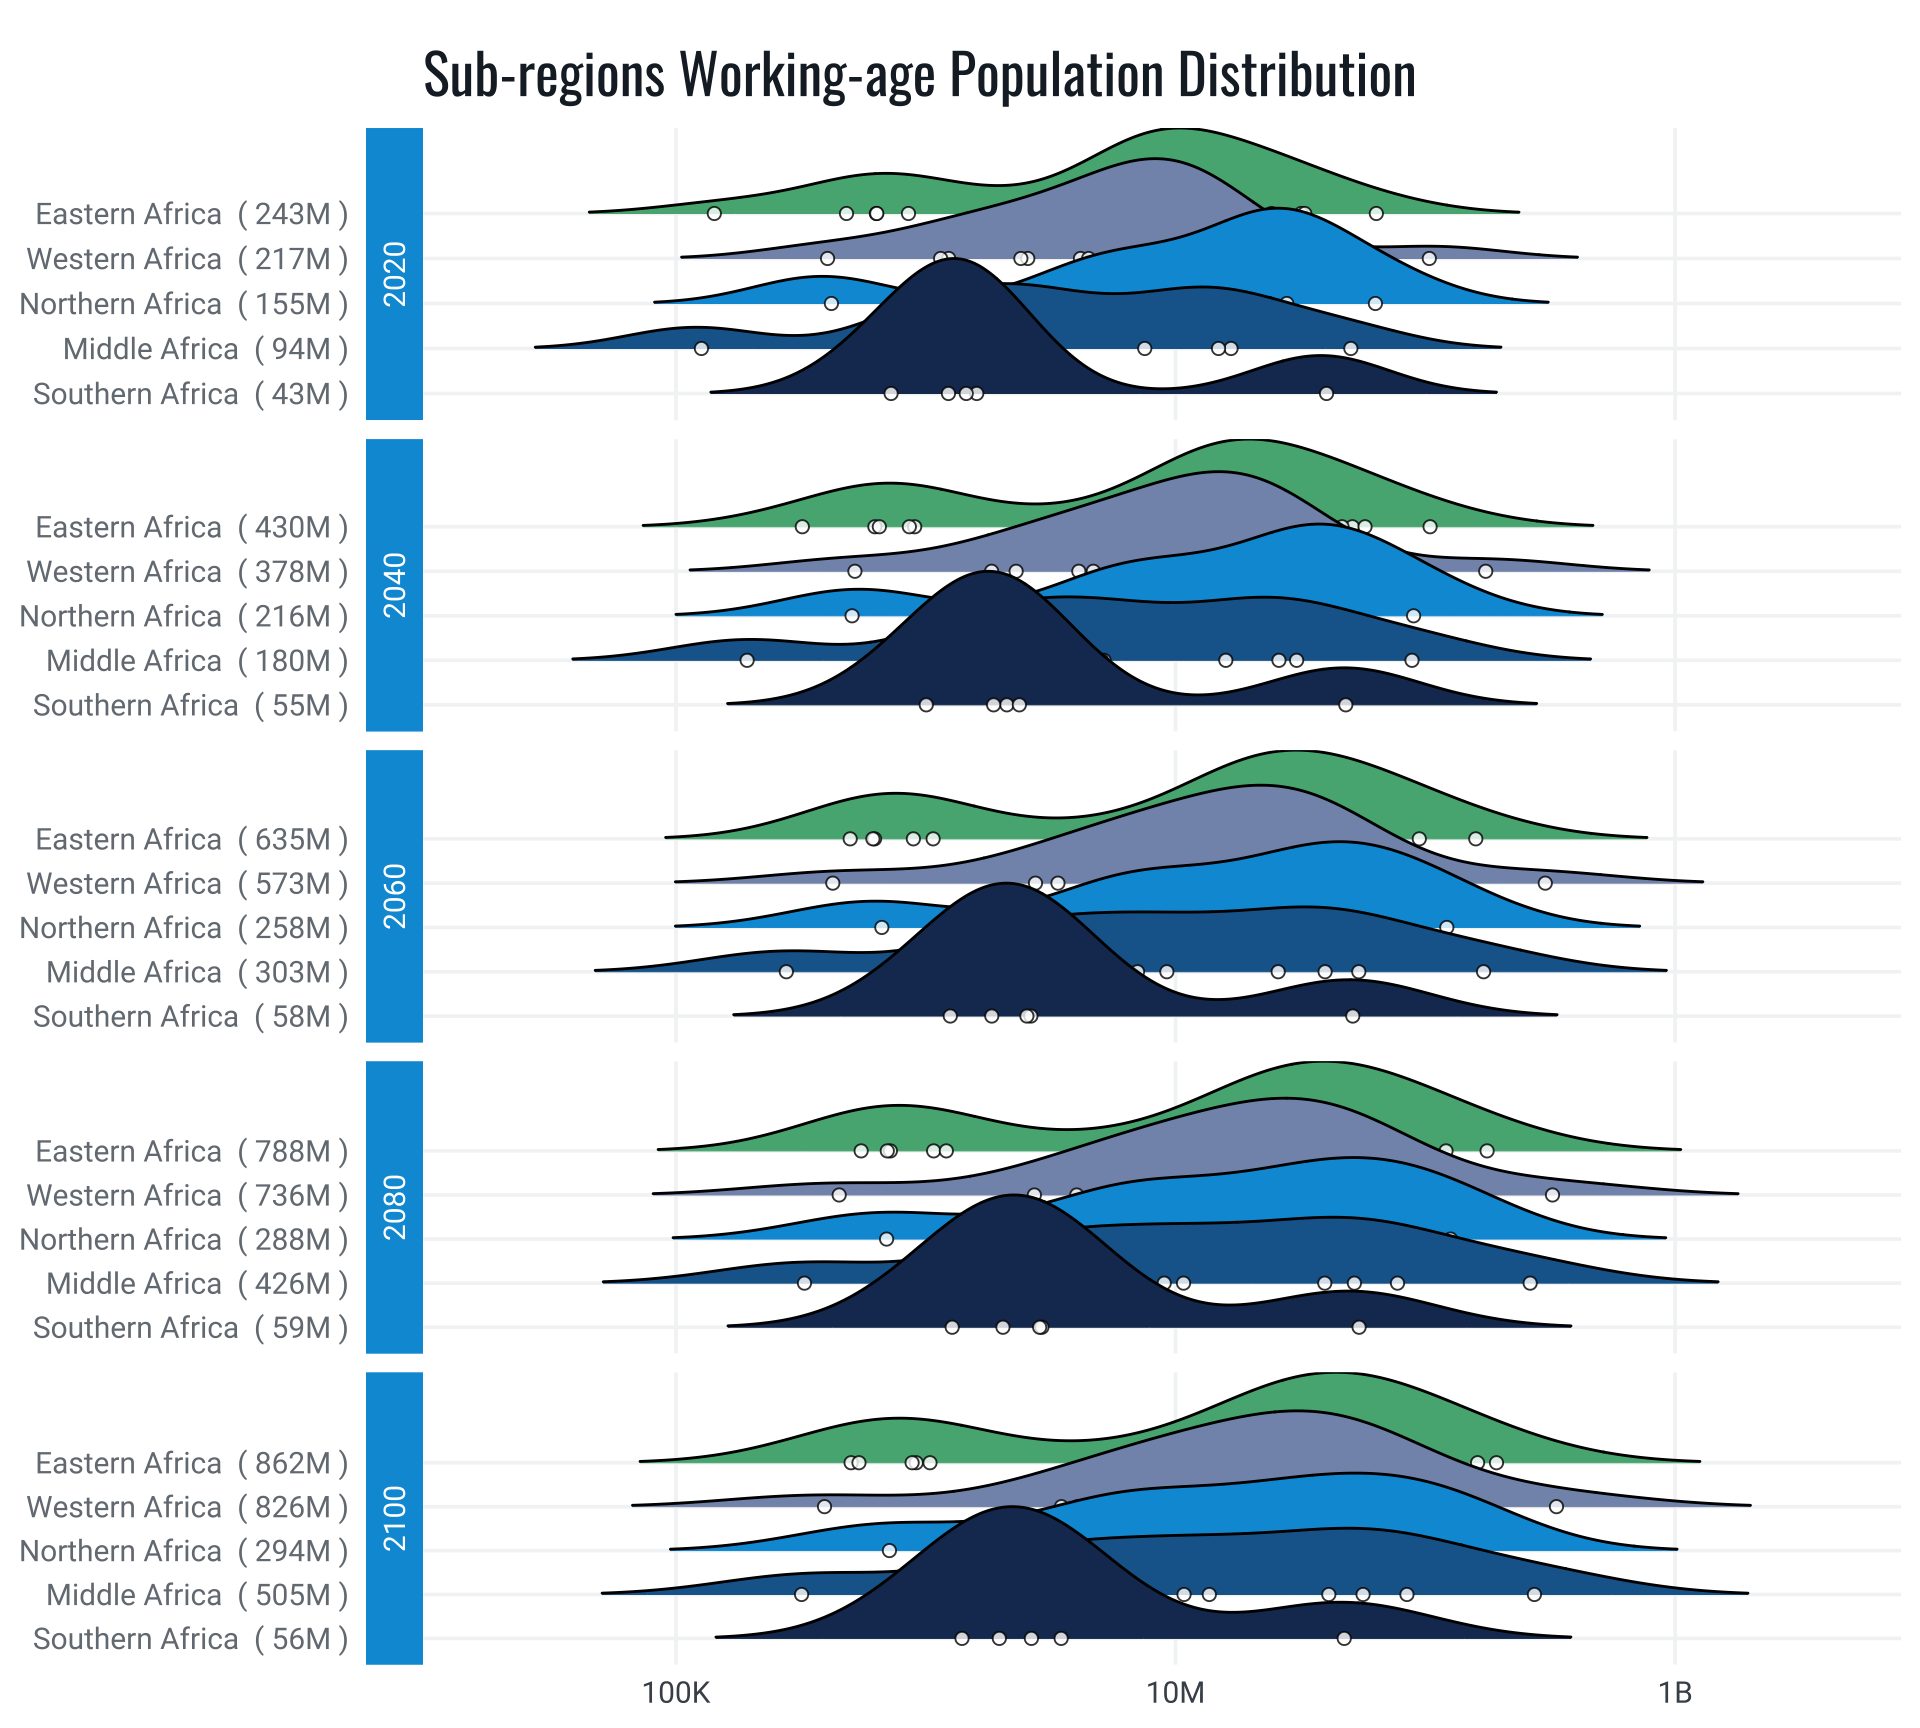 Sub-regions Working-age Population Distribution
2020
Eastern Africa ( 243M )
Western Africa ( 217M )
Northern Africa ( 155M )
Middle Africa ( 94M )
Southern Africa ( 43M )
2040
Eastern Africa ( 430M )
Western Africa ( 378M )
Northern Africa ( 216M )
Middle Africa ( 180M )
Southern Africa ( 55M )
2060
Eastern Africa ( 635M )
Western Africa ( 573M )
Northern Africa ( 258M )
Middle Africa ( 303M )
Southern Africa ( 58M )
2080
Eastern Africa ( 788M )
Western Africa ( 736M )
Northern Africa ( 288M )
Middle Africa ( 426M )
Southern Africa ( 59M )
2100
Eastern Africa ( 862M )
Western Africa ( 826M )
Northern Africa ( 294M )
Middle Africa ( 505M )
Southern Africa ( 56M )
100K 10M 1B